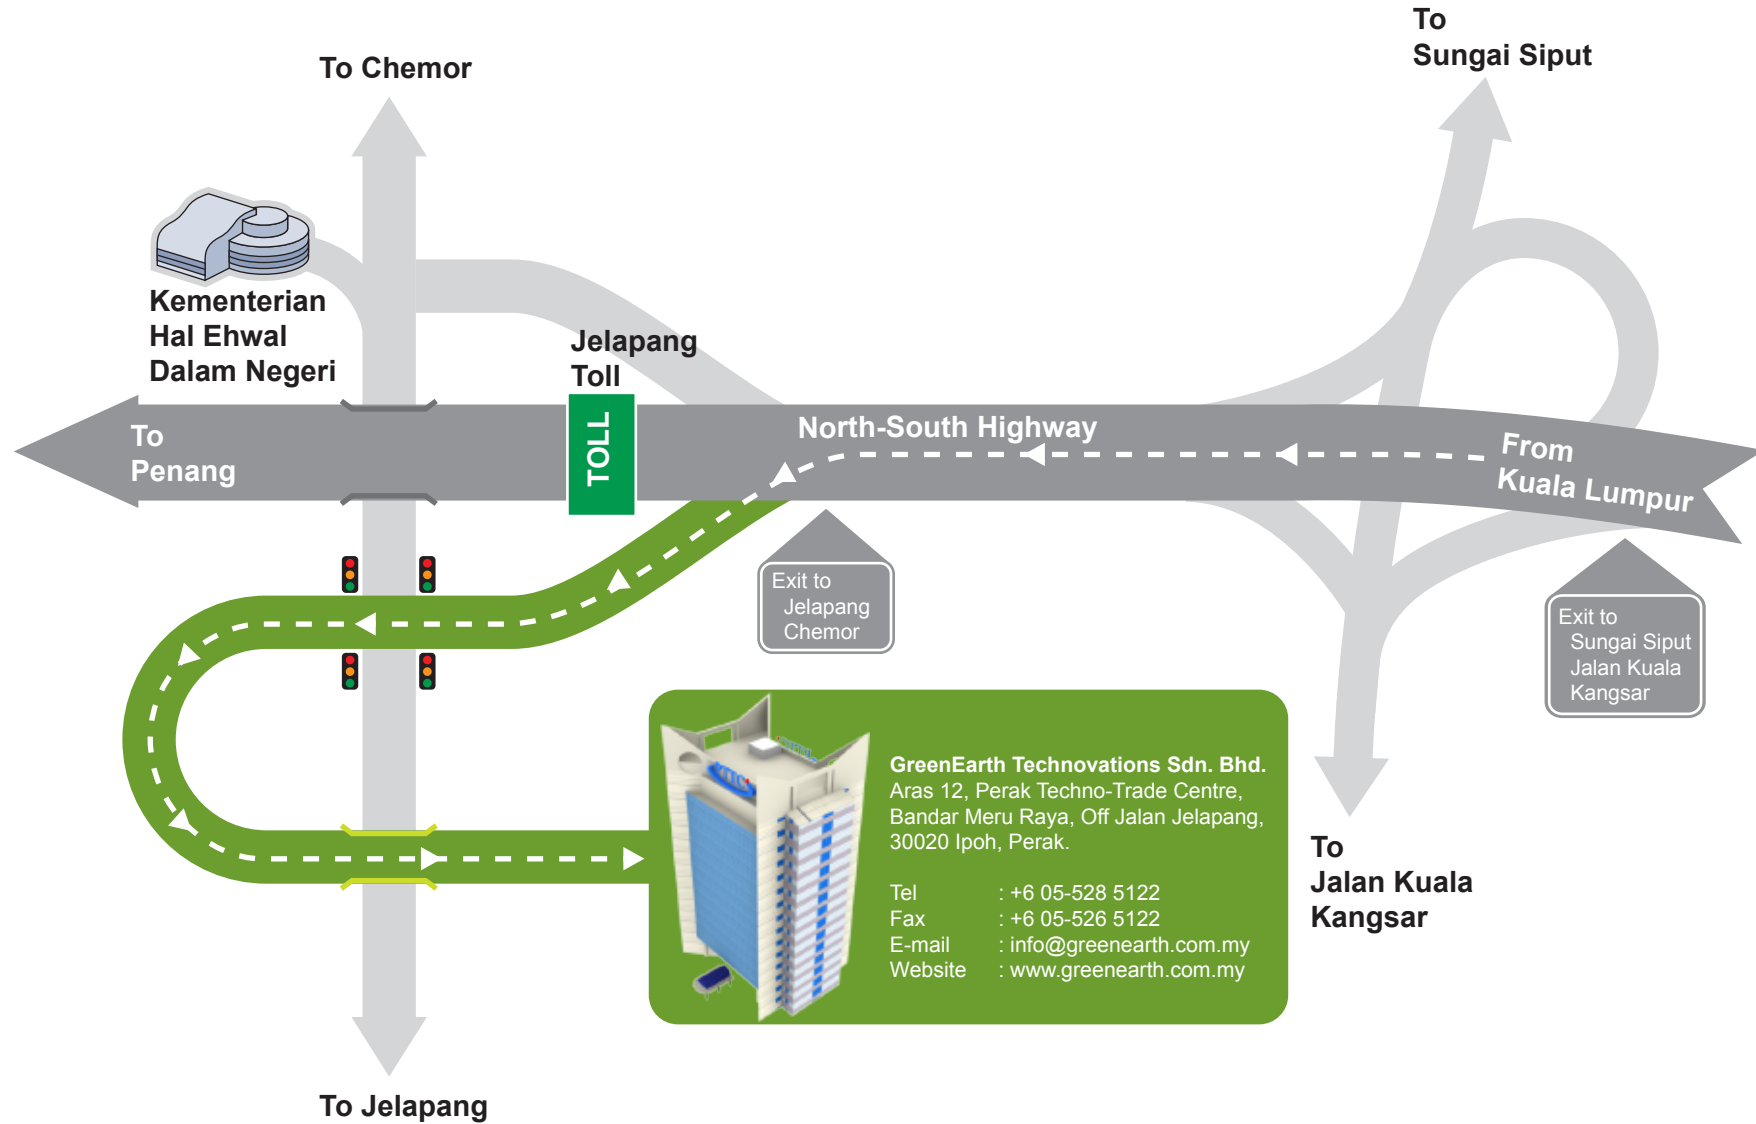 To
Sungai Siput
To Chemor
Kementerian
Hal Ehwal
Dalam Negeri
Jelapang
Toll
TOLL
North-South Highway
From
Kuala Lumpur
To
Penang
Exit to
Jelapang
Chemor
Exit to
Sungai Siput
Jalan Kuala
Kangsar
GreenEarth Technovations Sdn. Bhd.
Aras 12, Perak Techno-Trade Centre,
Bandar Meru Raya, Off Jalan Jelapang,
30020 Ipoh, Perak.
Tel : +6 05-528 5122
Fax : +6 05-526 5122
E-mail : info@greenearth.com.my
Website : www.greenearth.com.my
To
Jalan Kuala
Kangsar
To Jelapang